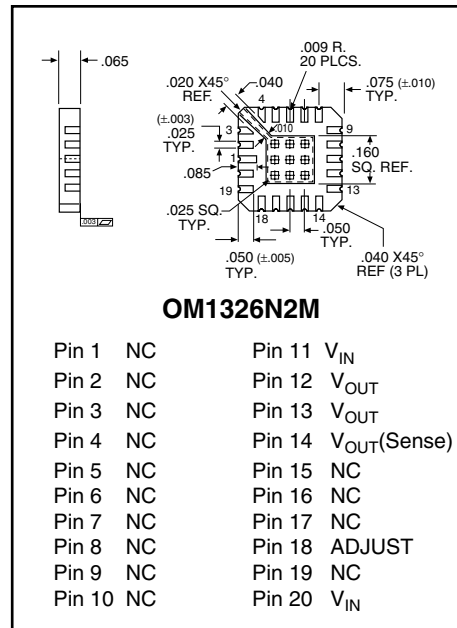 .065
.009 R.
20 PLCS.
.020 X45°
REF.
.040
4
.075 (±.010)
TYP.
(±.003)
.025
TYP.
3
.010
9
1
.160
SQ. REF.
.085
19
13
.025 SQ.
TYP.
18
14
.003
.050
TYP.
.050 (±.005)
TYP.
.040 X45°
REF (3 PL)
OM1326N2M
Pin 1 NC
Pin 2 NC
Pin 3 NC
Pin 4 NC
Pin 5 NC
Pin 6 NC
Pin 7 NC
Pin 8 NC
Pin 9 NC
Pin 10 NC
Pin 11 VIN
Pin 12 VOUT
Pin 13 VOUT
Pin 14 VOUT(Sense)
Pin 15 NC
Pin 16 NC
Pin 17 NC
Pin 18 ADJUST
Pin 19 NC
Pin 20 VIN